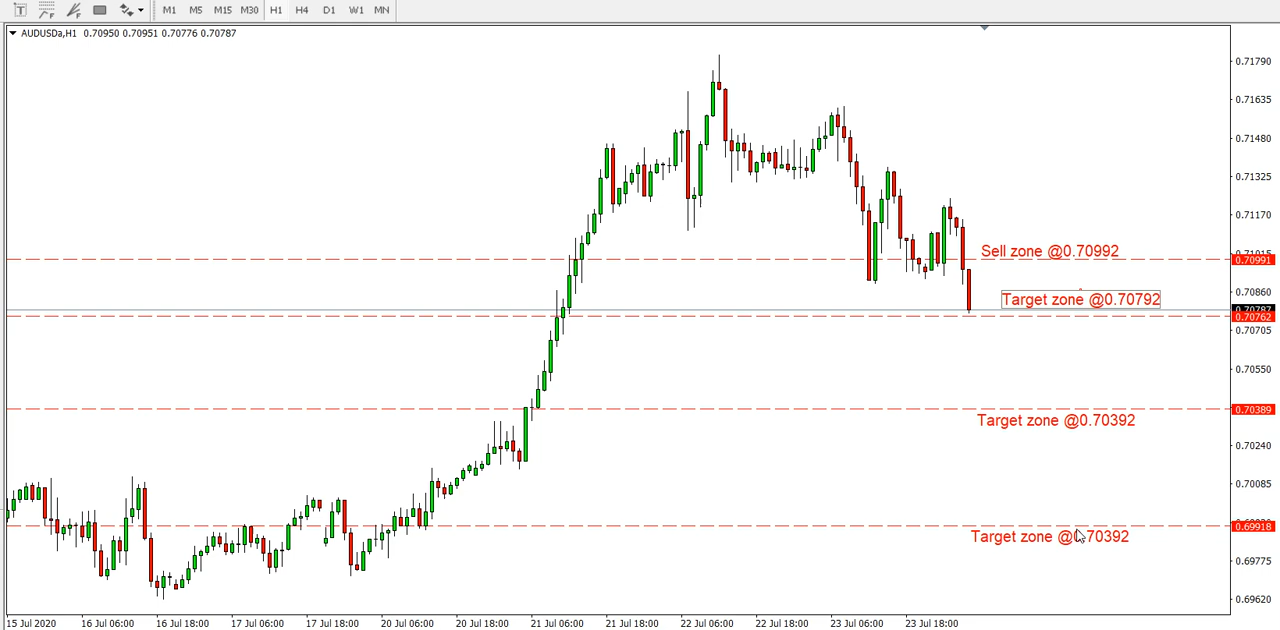 T F F M1 M5 M15 M30 H1 H4 D1 W1 MN
AUDUSDa,H1 0.70950 0.70951 0.70776 0.70787
0.71790
0.71635
0.71480
0.71325
0.71170
Sell zone @0.70992
0.71015
0.70991
0.70860
Target zone @0.70792
0.70787
0.70762
0.70705
0.70550
0.70389
Target zone @0.70392
0.70240
0.70085
0.69918
Target zone @0.70392
0.69775
0.69620
15 Jul 2020 16 Jul 06:00 16 Jul 18:00 17 Jul 06:00 17 Jul 18:00 20 Jul 06:00 20 Jul 18:00 21 Jul 06:00 21 Jul 18:00 22 Jul 06:00 22 Jul 18:00 23 Jul 06:00 23 Jul 18:00